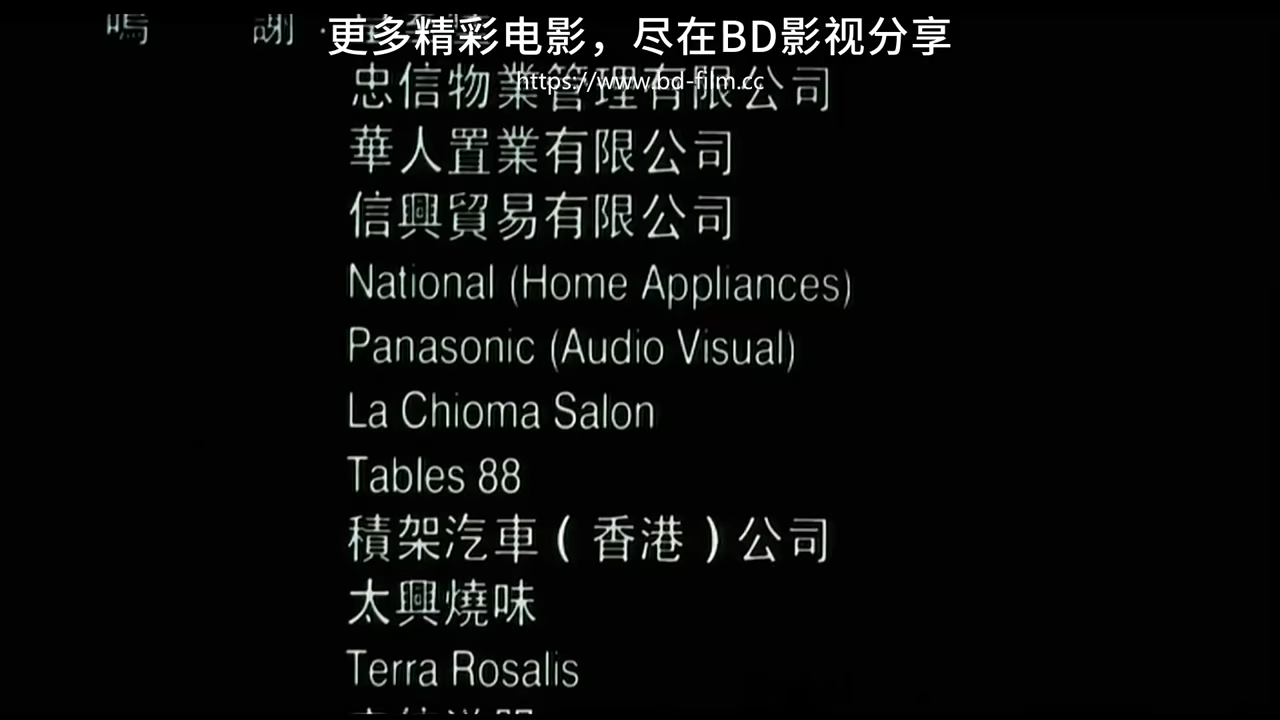 鳴 謝：
更多精彩电影，尽在BD影视分享
https://www.bd-film.cc
忠信物業管理有限公司
華人置業有限公司
信興貿易有限公司
National (Home Appliances)
Panasonic (Audio Visual)
La Chioma Salon
Tables 88
積架汽車（香港）公司
太興燒味
Terra Rosalis